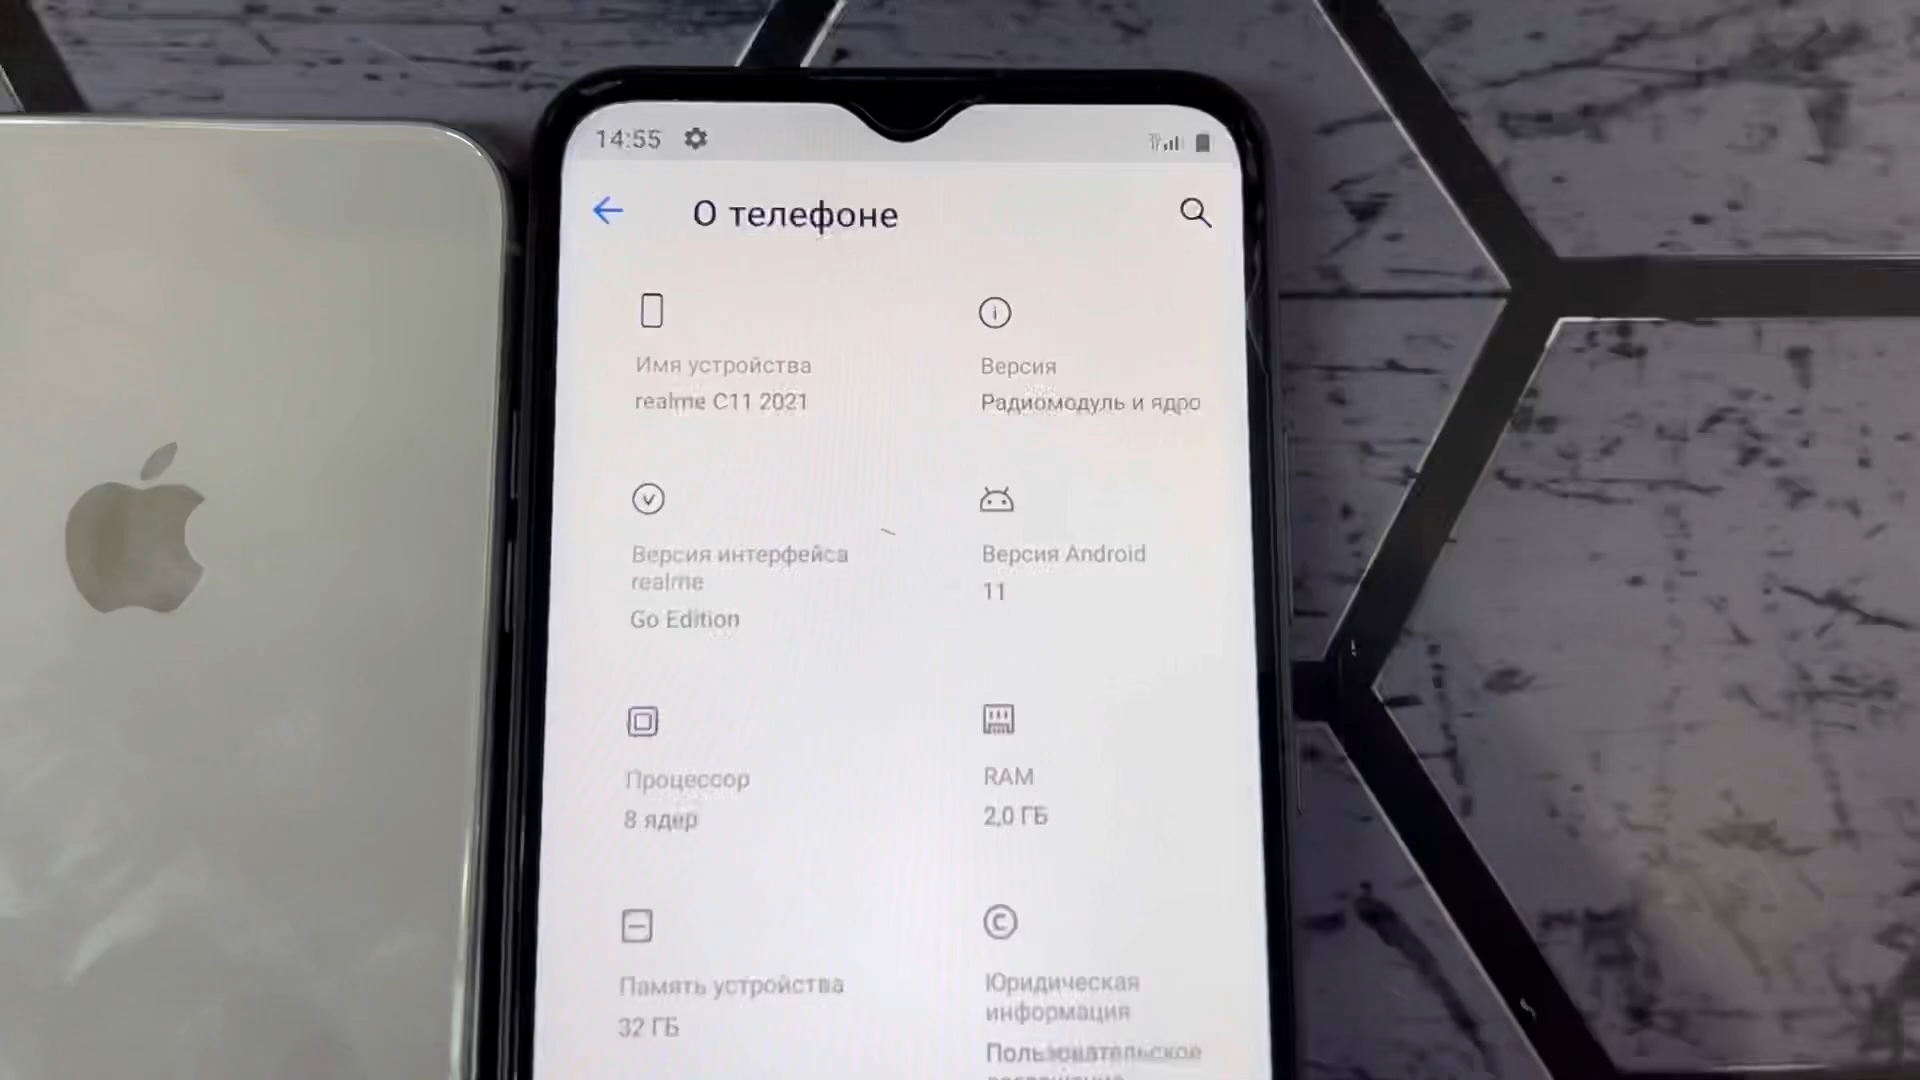 14:55
О телефоне
Имя устройства
realme C11 2021
Версия
Радиомодуль и ядро
Версия интерфейса
realme
Go Edition
Версия Android
11
Процессор
8 ядер
RAM
2,0 ГБ
Память устройства
32 ГБ
Юридическая
информация
Пользовательское